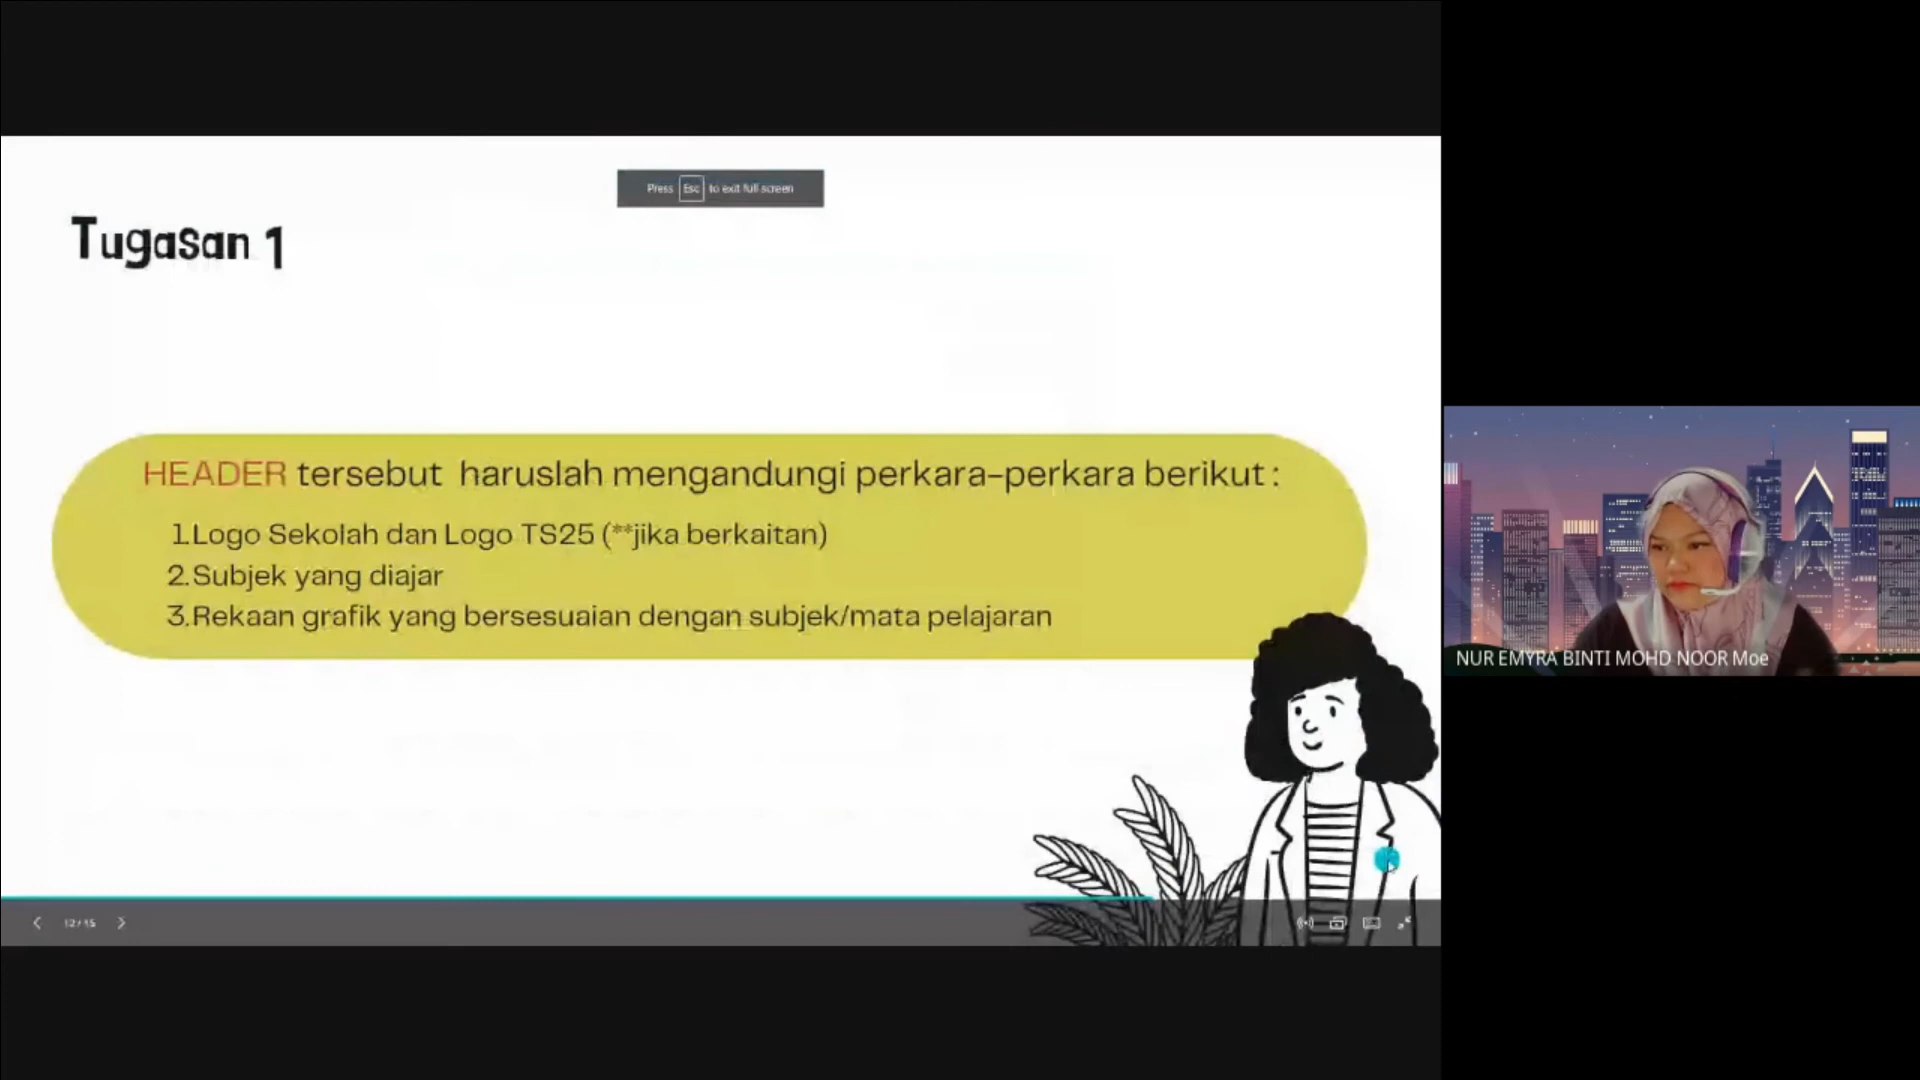 Press Esc to exit full screen
Tugasan 1
HEADER tersebut haruslah mengandungi perkara-perkara berikut :
1.Logo Sekolah dan Logo TS25 (**jika berkaitan)
2.Subjek yang diajar
3.Rekaan grafik yang bersesuaian dengan subjek/mata pelajaran
NUR EMYRA BINTI MOHD NOOR Moe
12 / 15